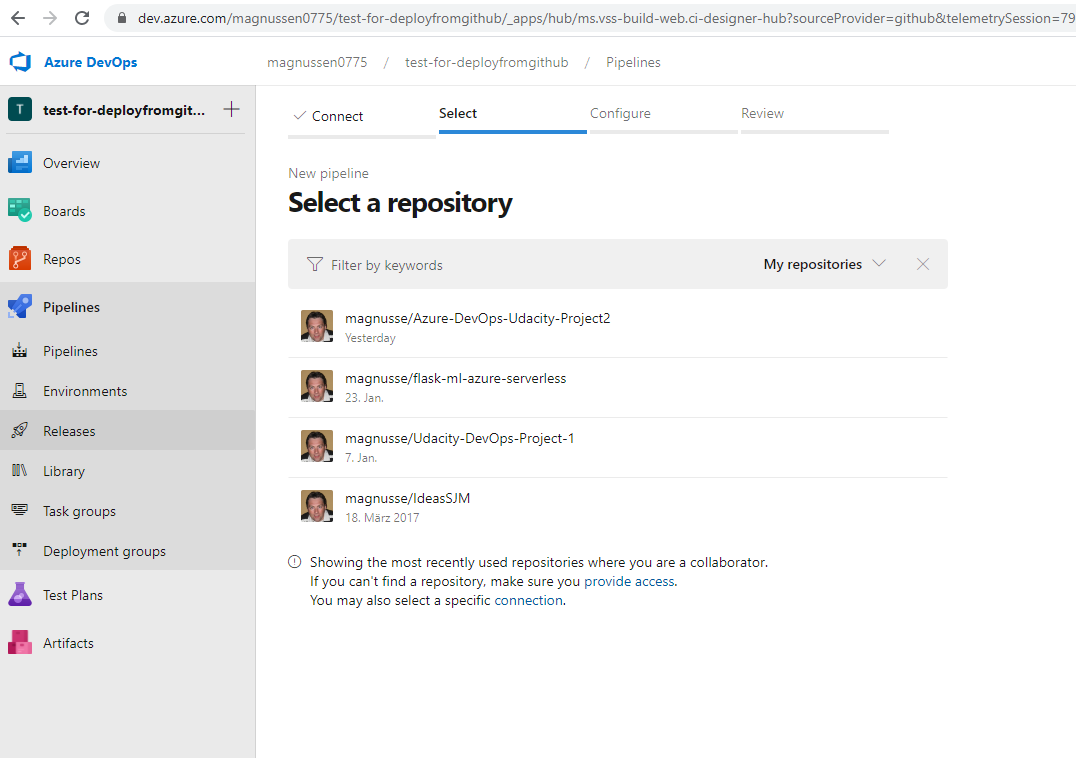 dev.azure.com/magnussen0775/test-for-deployfromgithub/_apps/hub/ms.vss-build-web.ci-designer-hub?sourceProvider=github&telemetrySession=79
Azure DevOps
magnussen0775 / test-for-deployfromgithub / Pipelines
T test-for-deployfromgit...
Overview
Boards
Repos
Pipelines
Pipelines
Environments
Releases
Library
Task groups
Deployment groups
Test Plans
Artifacts
Connect
Select
Configure
Review
New pipeline
Select a repository
Filter by keywords
My repositories
magnusse/Azure-DevOps-Udacity-Project2
Yesterday
magnusse/flask-ml-azure-serverless
23. Jan.
magnusse/Udacity-DevOps-Project-1
7. Jan.
magnusse/IdeasSJM
18. März 2017
Showing the most recently used repositories where you are a collaborator.
If you can't find a repository, make sure you provide access.
You may also select a specific connection.